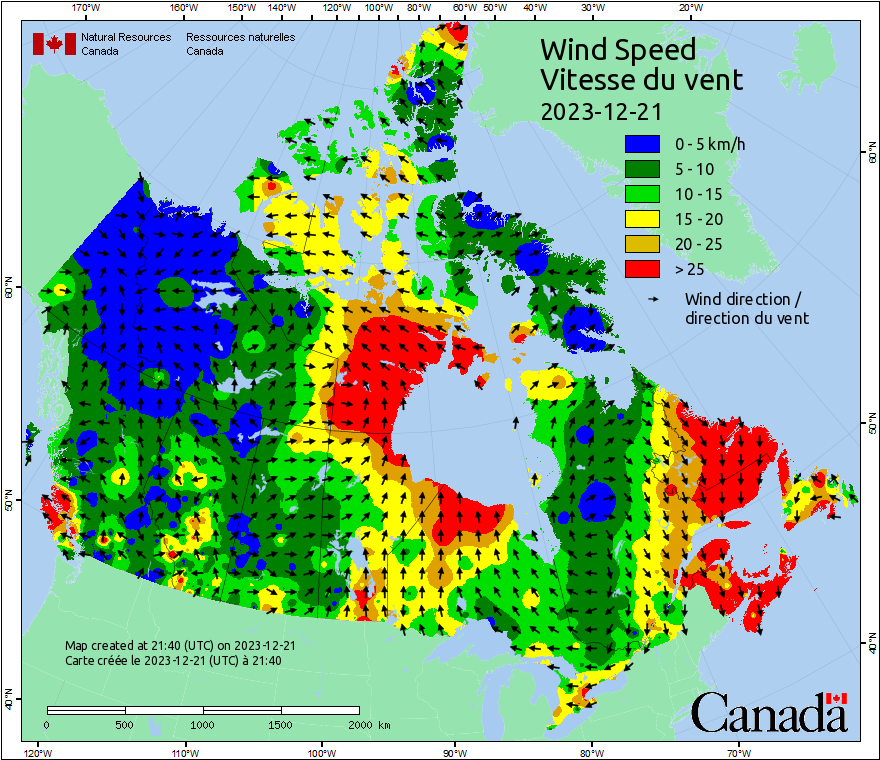 170°W 160°W 150°W 140°W 130°W 120°W 110°W 100°W 90°W 80°W 70°W 60°W 50°W 40°W 30°W 20°W
Natural Resources Ressources naturelles
Canada Canada
Wind Speed
Vitesse du vent
2023-12-21
0 - 5 km/h
5 - 10
10 - 15
15 - 20
20 - 25
> 25
Wind direction /
direction du vent
60°N 60°N
50°N 50°N
40°N 40°N
Map created at 21:40 (UTC) on 2023-12-21
Carte créée le 2023-12-21 (UTC) à 21:40
0 500 1000 1500 2000 km
Canada
120°W 110°W 100°W 90°W 80°W 70°W